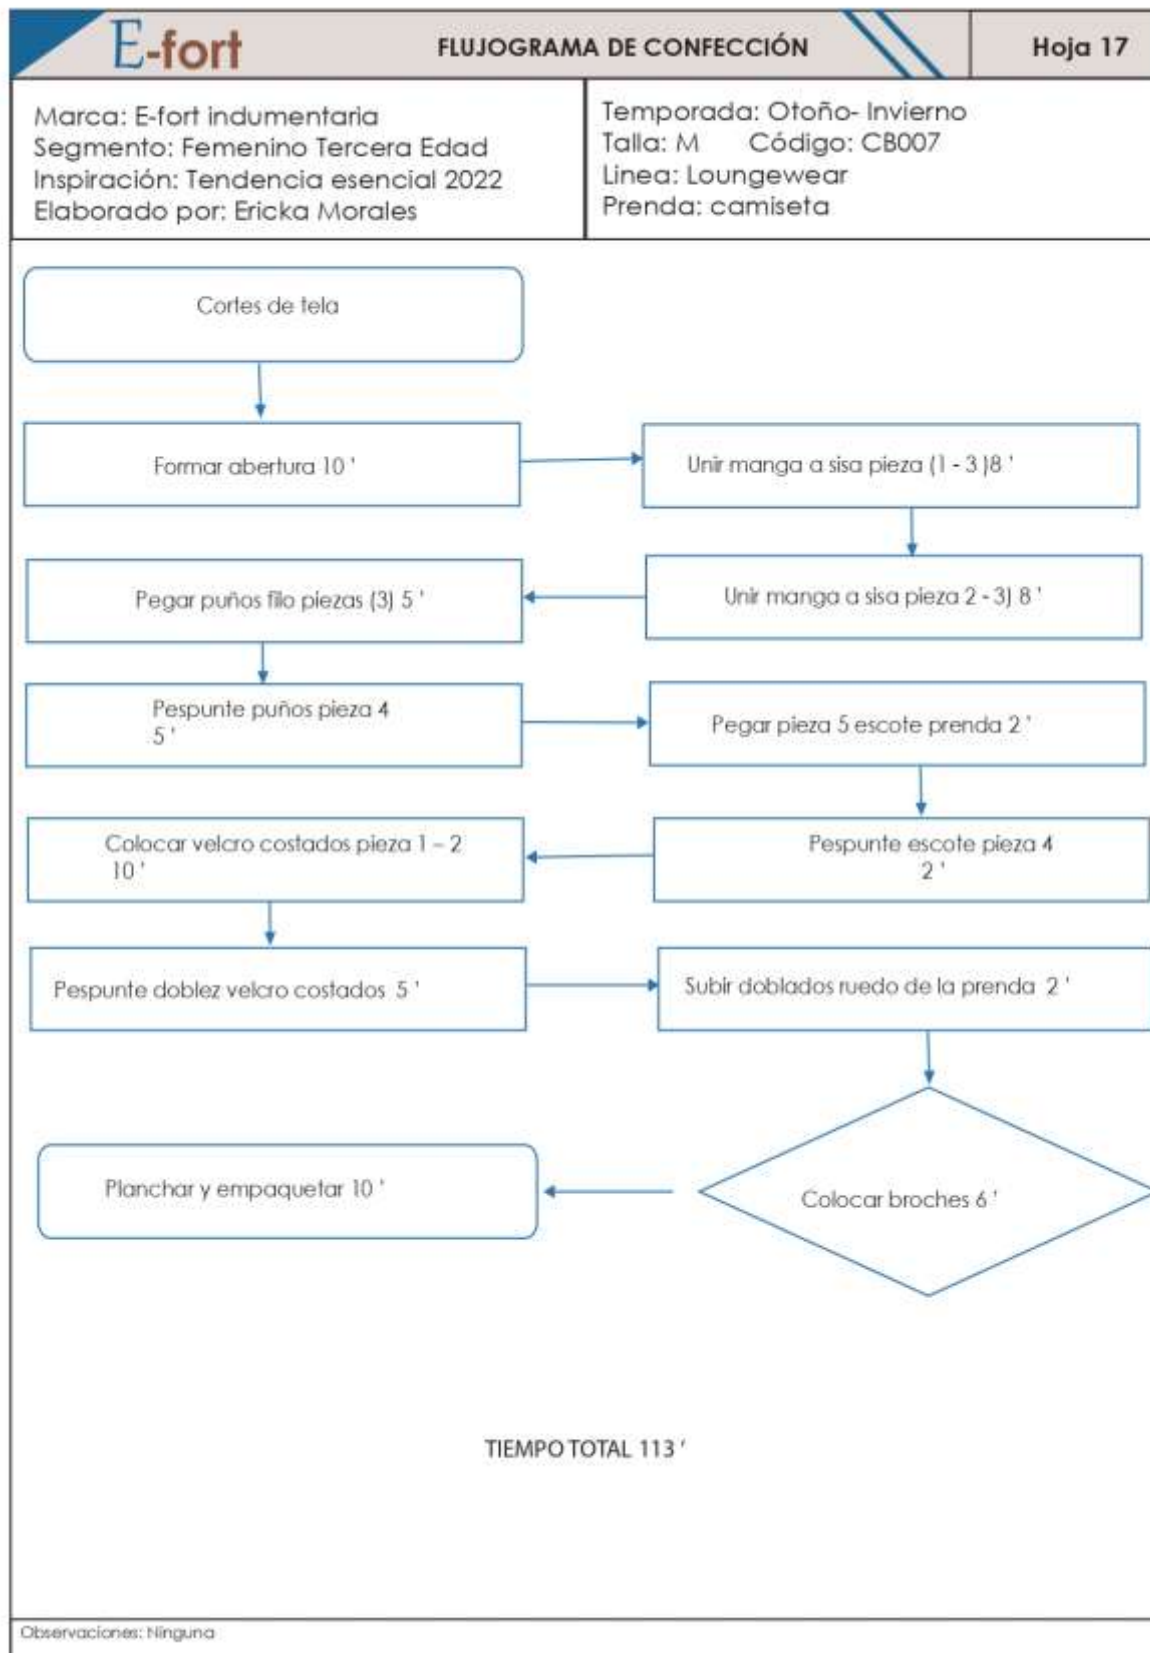 E-fort
FLUJOGRAMA DE CONFECCIÓN
Hoja 17
Marca: E-fort indumentaria
Segmento: Femenino Tercera Edad
Inspiración: Tendencia esencial 2022
Elaborado por: Ericka Morales
Temporada: Otoño- Invierno
Talla: M Código: CB007
Linea: Loungewear
Prenda: camiseta
Cortes de tela
Formar abertura 10 '
Unir manga a sisa pieza (1 - 3 )8 '
Unir manga a sisa pieza 2 - 3) 8 '
Pegar puños filo piezas (3) 5 '
Pespunte puños pieza 4
5 '
Pegar pieza 5 escote prenda 2 '
Pespunte escote pieza 4
2 '
Colocar velcro costados pieza 1 – 2
10 '
Pespunte doblez velcro costados 5 '
Subir doblados ruedo de la prenda 2 '
Colocar broches 6 '
Planchar y empaquetar 10 '
TIEMPO TOTAL 113 '
Observaciones: Ninguna